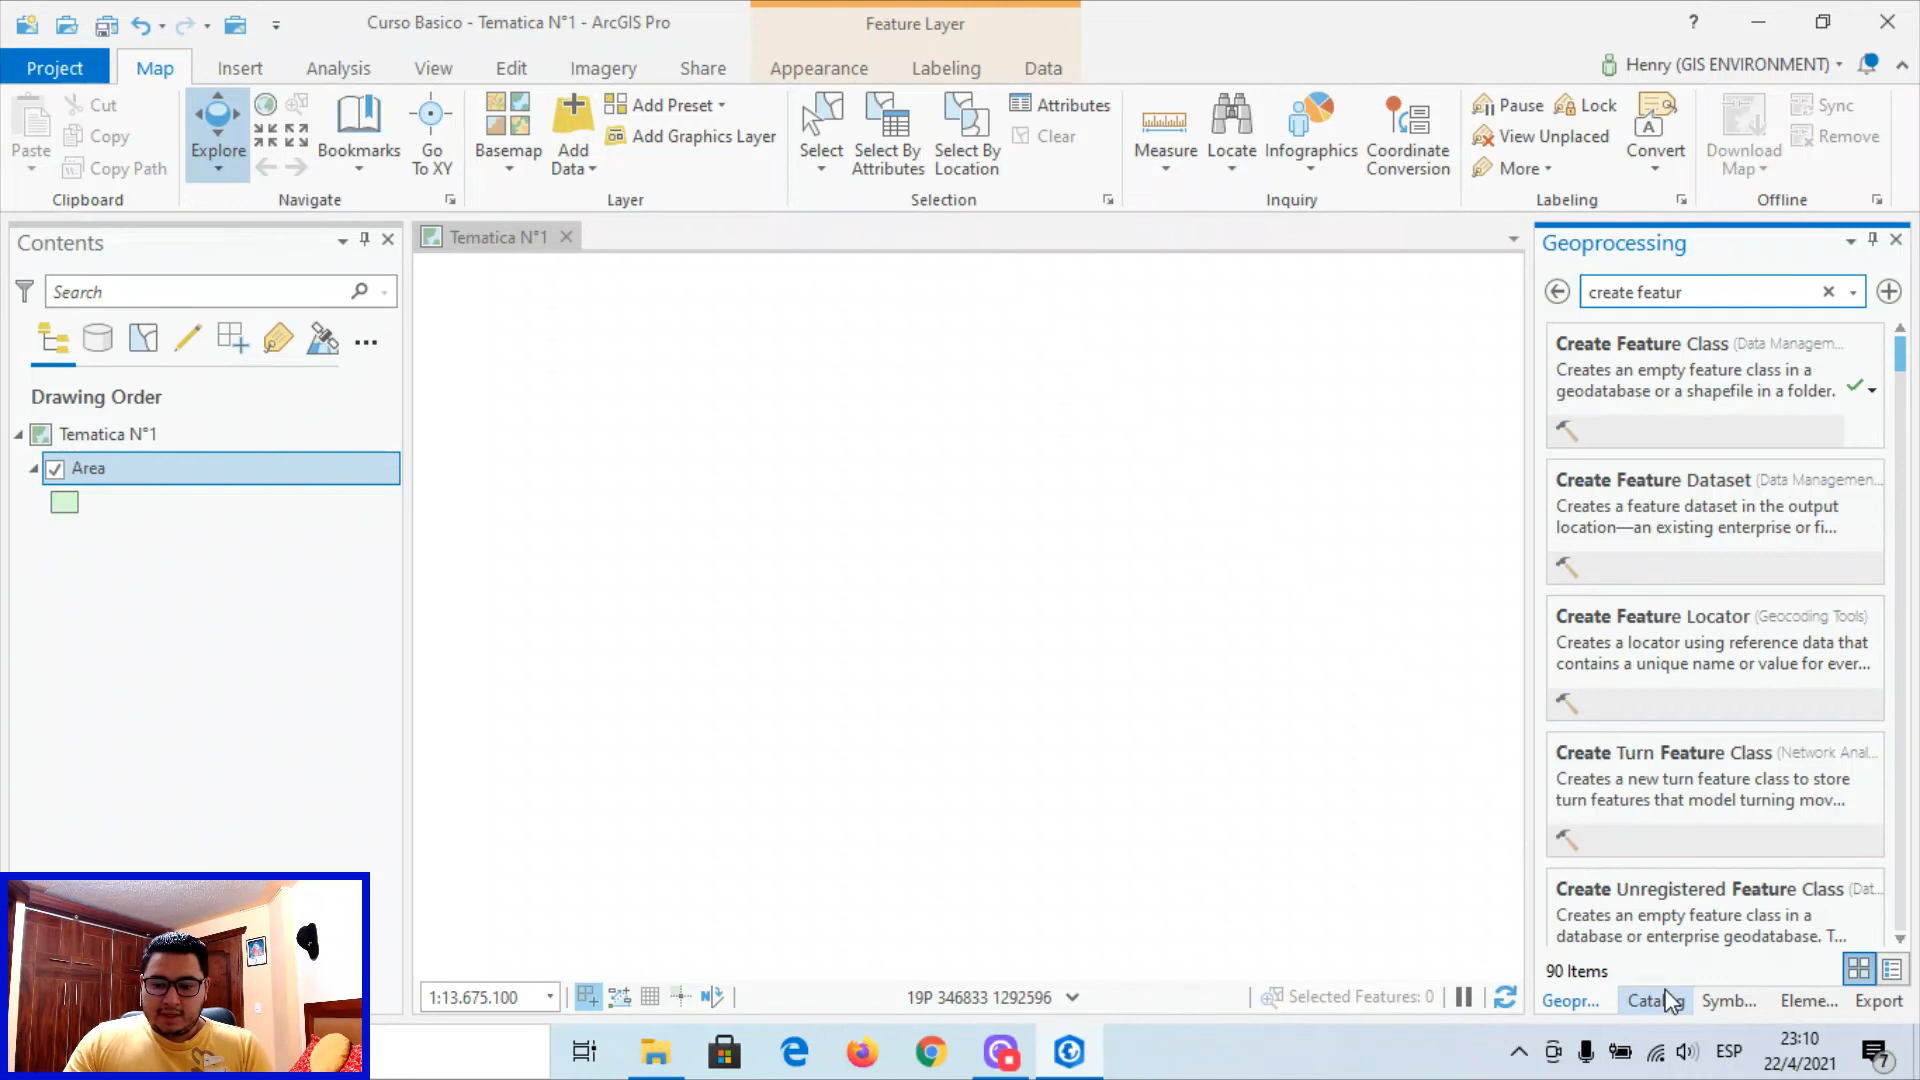 Curso Basico - Tematica N°1 - ArcGIS Pro
Feature Layer
?
Project
Map
Insert
Analysis
View
Edit
Imagery
Share
Appearance
Labeling
Data
Henry (GIS ENVIRONMENT)
Paste
Cut
Copy
Copy Path
Clipboard
Explore
Bookmarks
Go
To XY
Navigate
Basemap
Add
Data
Add Preset
Add Graphics Layer
Layer
Select
Select By
Attributes
Select By
Location
Attributes
Clear
Selection
Measure
Locate
Infographics
Coordinate
Conversion
Inquiry
Pause
Lock
View Unplaced
More
Convert
Labeling
Download
Map
Sync
Remove
Offline
Contents
Search
Drawing Order
Tematica N°1
Area
Tematica N°1
Geoprocessing
create featur
Create Feature Class (Data Managem...
Creates an empty feature class in a
geodatabase or a shapefile in a folder.
Create Feature Dataset (Data Managemen...
Creates a feature dataset in the output
location—an existing enterprise or fi...
Create Feature Locator (Geocoding Tools)
Creates a locator using reference data that
contains a unique name or value for ever...
Create Turn Feature Class (Network Anal...
Creates a new turn feature class to store
turn features that model turning mov...
Create Unregistered Feature Class (Dat...
Creates an empty feature class in a
database or enterprise geodatabase. T...
90 Items
Geopr...
Symb...
Eleme...
Export
1:13.675.100
19P 346833 1292596
Selected Features: 0
ESP
23:10
22/4/2021
7